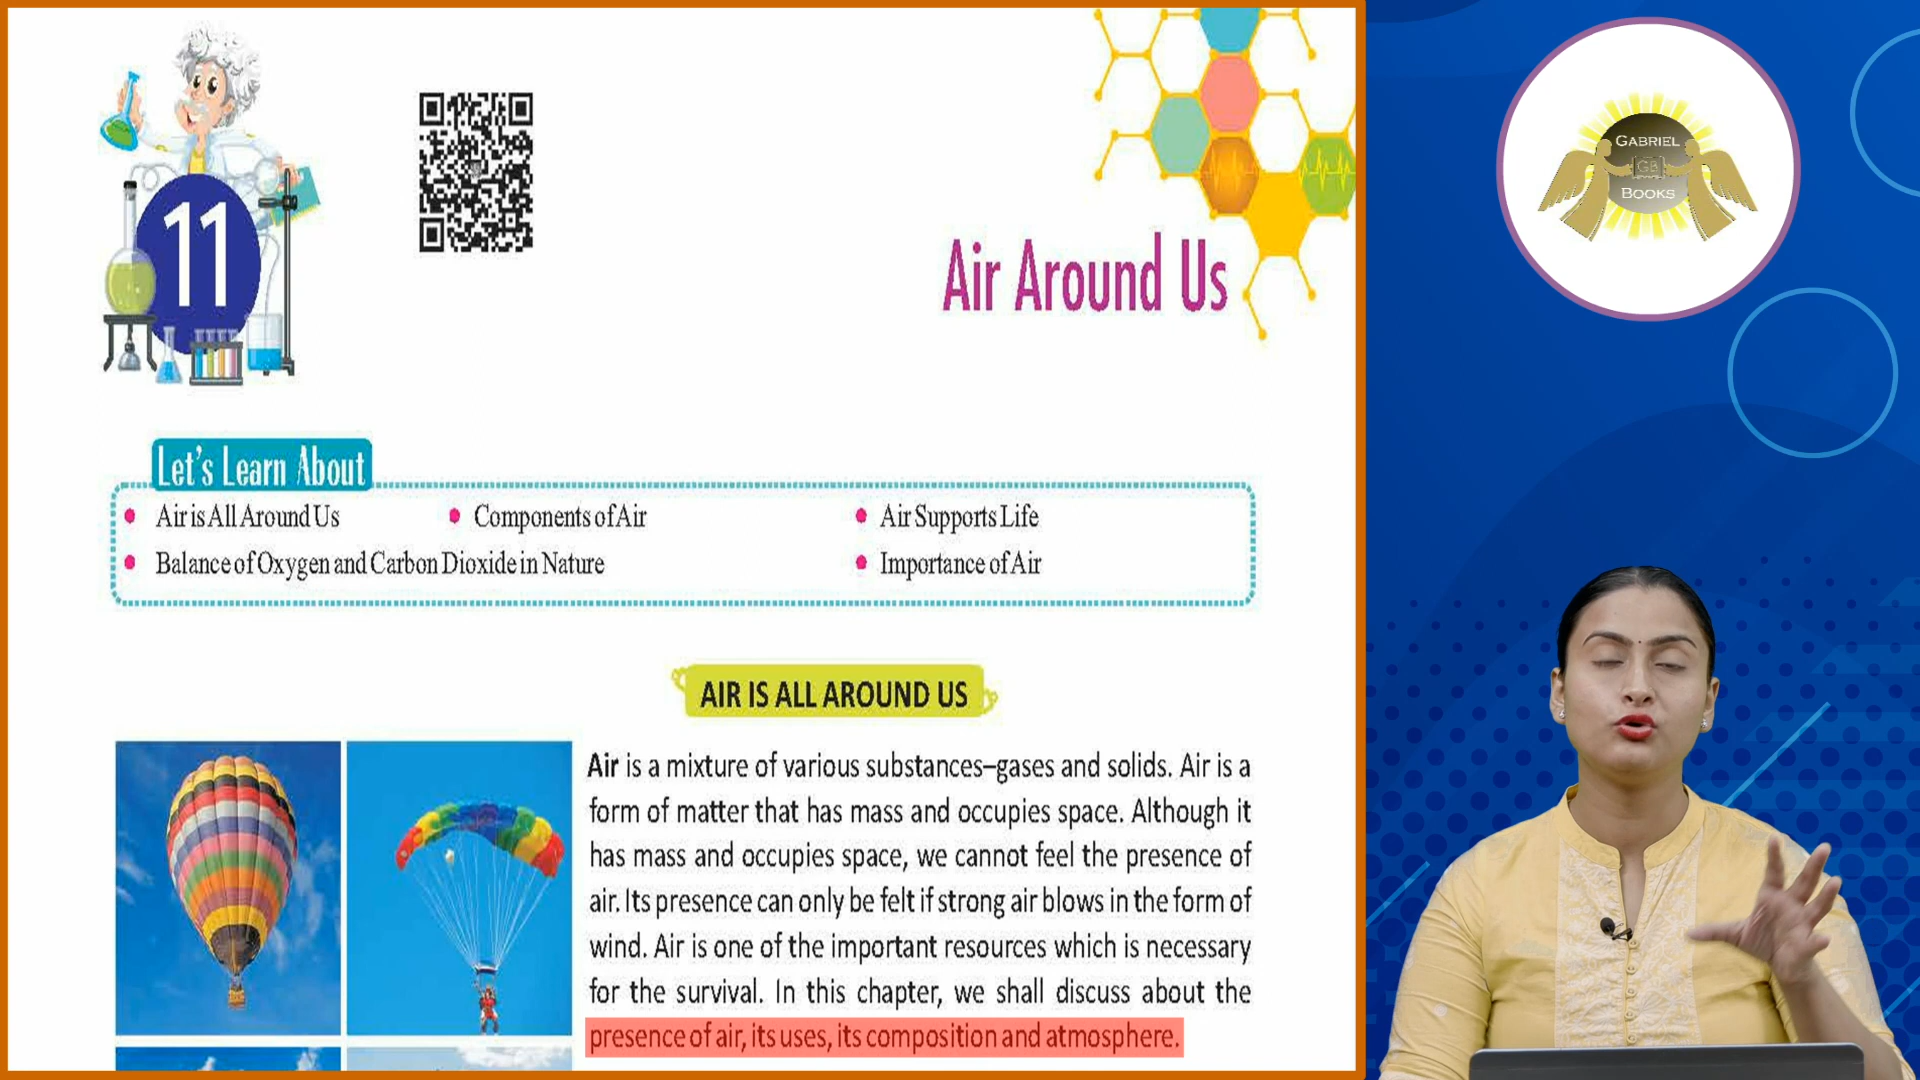 11
Air Around Us
Let's Learn About
• Air is All Around Us • Components of Air • Air Supports Life
• Balance of Oxygen and Carbon Dioxide in Nature • Importance of Air
AIR IS ALL AROUND US
Air is a mixture of various substances–gases and solids. Air is a
form of matter that has mass and occupies space. Although it
has mass and occupies space, we cannot feel the presence of
air. Its presence can only be felt if strong air blows in the form of
wind. Air is one of the important resources which is necessary
for the survival. In this chapter, we shall discuss about the
presence of air, its uses, its composition and atmosphere.
GABRIEL
GB
BOOKS